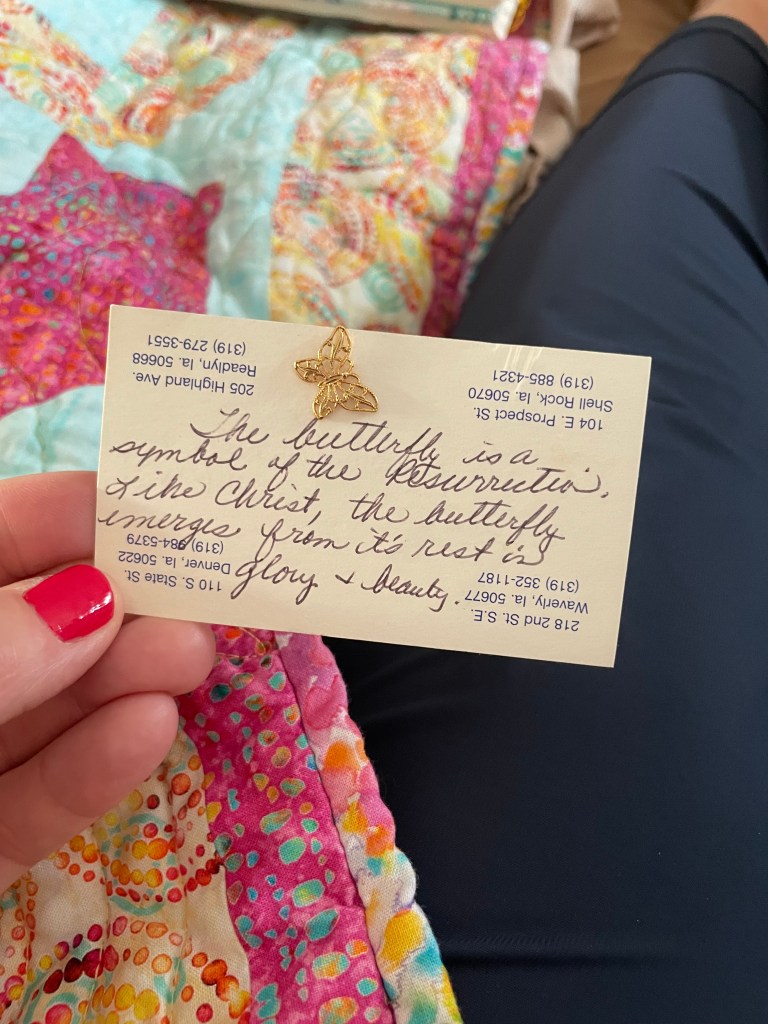 The butterfly is a
symbol of the Resurrection.
Like Christ, the butterfly
emerges from it's rest in
glory & beauty.
218 2nd St. S.E.
Waverly, Ia. 50677
(319) 352-1187
110 S. State St.
Denver, Ia. 50622
(319) 984-5379
104 E. Prospect St.
Shell Rock, Ia. 50670
(319) 885-4321
205 Highland Ave.
Readlyn, Ia. 50668
(319) 279-3551